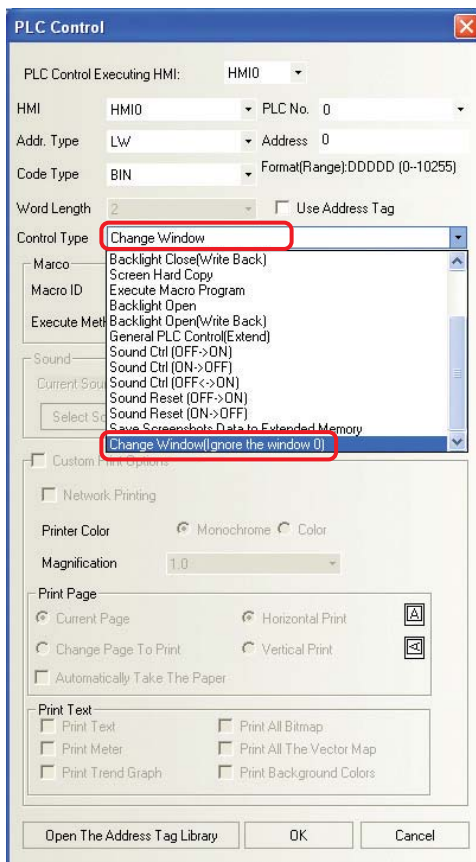 PLC Control
PLC Control Executing HMI: HMI0
HMI HMI0 PLC No. 0
Addr. Type LW Address 0
Code Type BIN Format(Range):DDDDD (0--10255)
Word Length 2 Use Address Tag
Control Type Change Window
Marco
Backlight Close(Write Back)
Screen Hard Copy
Macro ID Execute Macro Program
Backlight Open
Execute Met Backlight Open(Write Back)
General PLC Control(Extend)
Sound Sound Ctrl (OFF->ON)
Sound Ctrl (ON->OFF)
Current Sou Sound Ctrl (OFF<->ON)
Sound Reset (OFF->ON)
Select So Sound Reset (ON->OFF)
Save Screenshots Data to Extended Memory
Change Window(Ignore the window 0)
Custom Print Options
Network Printing
Printer Color Monochrome Color
Magnification 1.0
Print Page
Current Page Horizontal Print A
Change Page To Print Vertical Print A
Automatically Take The Paper
Print Text
Print Text Print All Bitmap
Print Meter Print All The Vector Map
Print Trend Graph Print Background Colors
Open The Address Tag Library OK Cancel